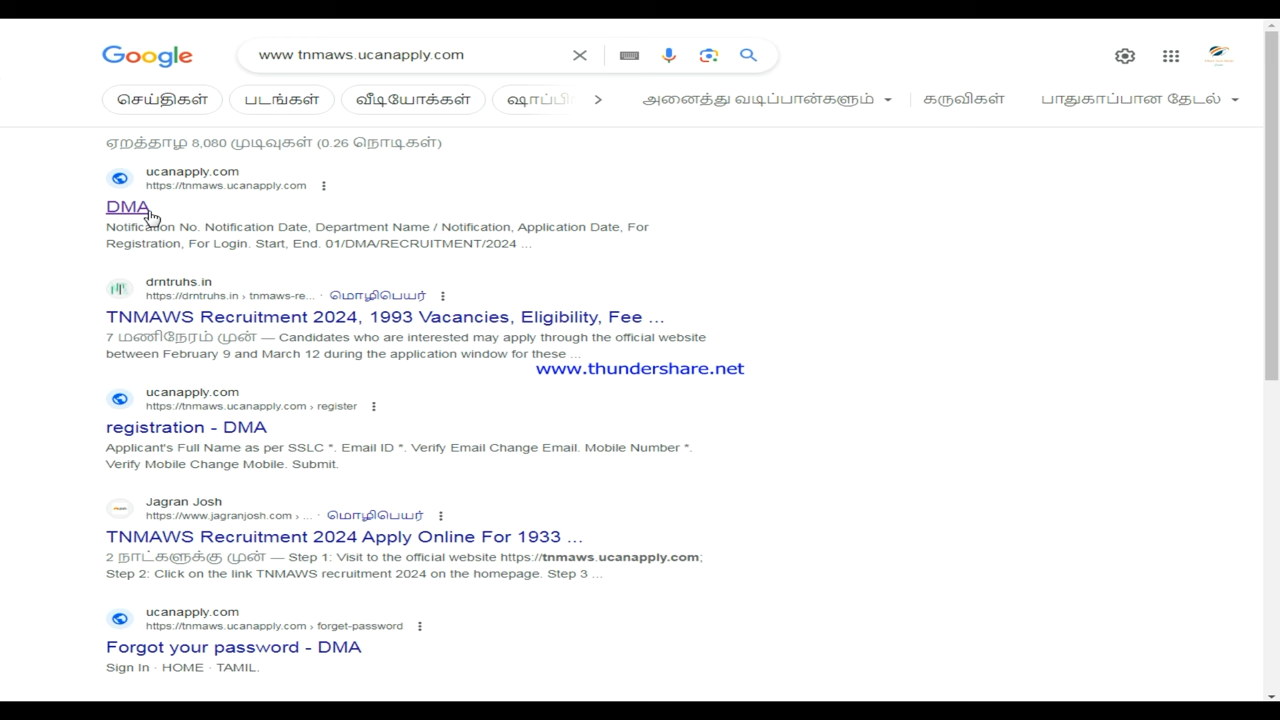 Google
www tnmaws.ucanapply.com
செய்திகள்
படங்கள்
வீடியோக்கள்
ஷாப்பி
அனைத்து வடிப்பான்களும்
கருவிகள்
பாதுகாப்பான தேடல்
ஏறத்தாழ 8,080 முடிவுகள் (0.26 நொடிகள்)
ucanapply.com
https://tnmaws.ucanapply.com
DMA
Notification No. Notification Date, Department Name / Notification, Application Date, For
Registration, For Login. Start, End. 01/DMA/RECRUITMENT/2024 ...
drntruhs.in
https://drntruhs.in › tnmaws-re... · மொழிபெயர்
TNMAWS Recruitment 2024, 1993 Vacancies, Eligibility, Fee ...
7 மணிநேரம் முன் — Candidates who are interested may apply through the official website
between February 9 and March 12 during the application window for these ...
www.thundershare.net
ucanapply.com
https://tnmaws.ucanapply.com › register
registration - DMA
Applicant's Full Name as per SSLC *. Email ID *. Verify Email Change Email. Mobile Number *.
Verify Mobile Change Mobile. Submit.
Jagran Josh
https://www.jagranjosh.com › ... · மொழிபெயர்
TNMAWS Recruitment 2024 Apply Online For 1933 ...
2 நாட்களுக்கு முன் — Step 1: Visit to the official website https://tnmaws.ucanapply.com;
Step 2: Click on the link TNMAWS recruitment 2024 on the homepage. Step 3 ...
ucanapply.com
https://tnmaws.ucanapply.com › forget-password
Forgot your password - DMA
Sign In · HOME · TAMIL.